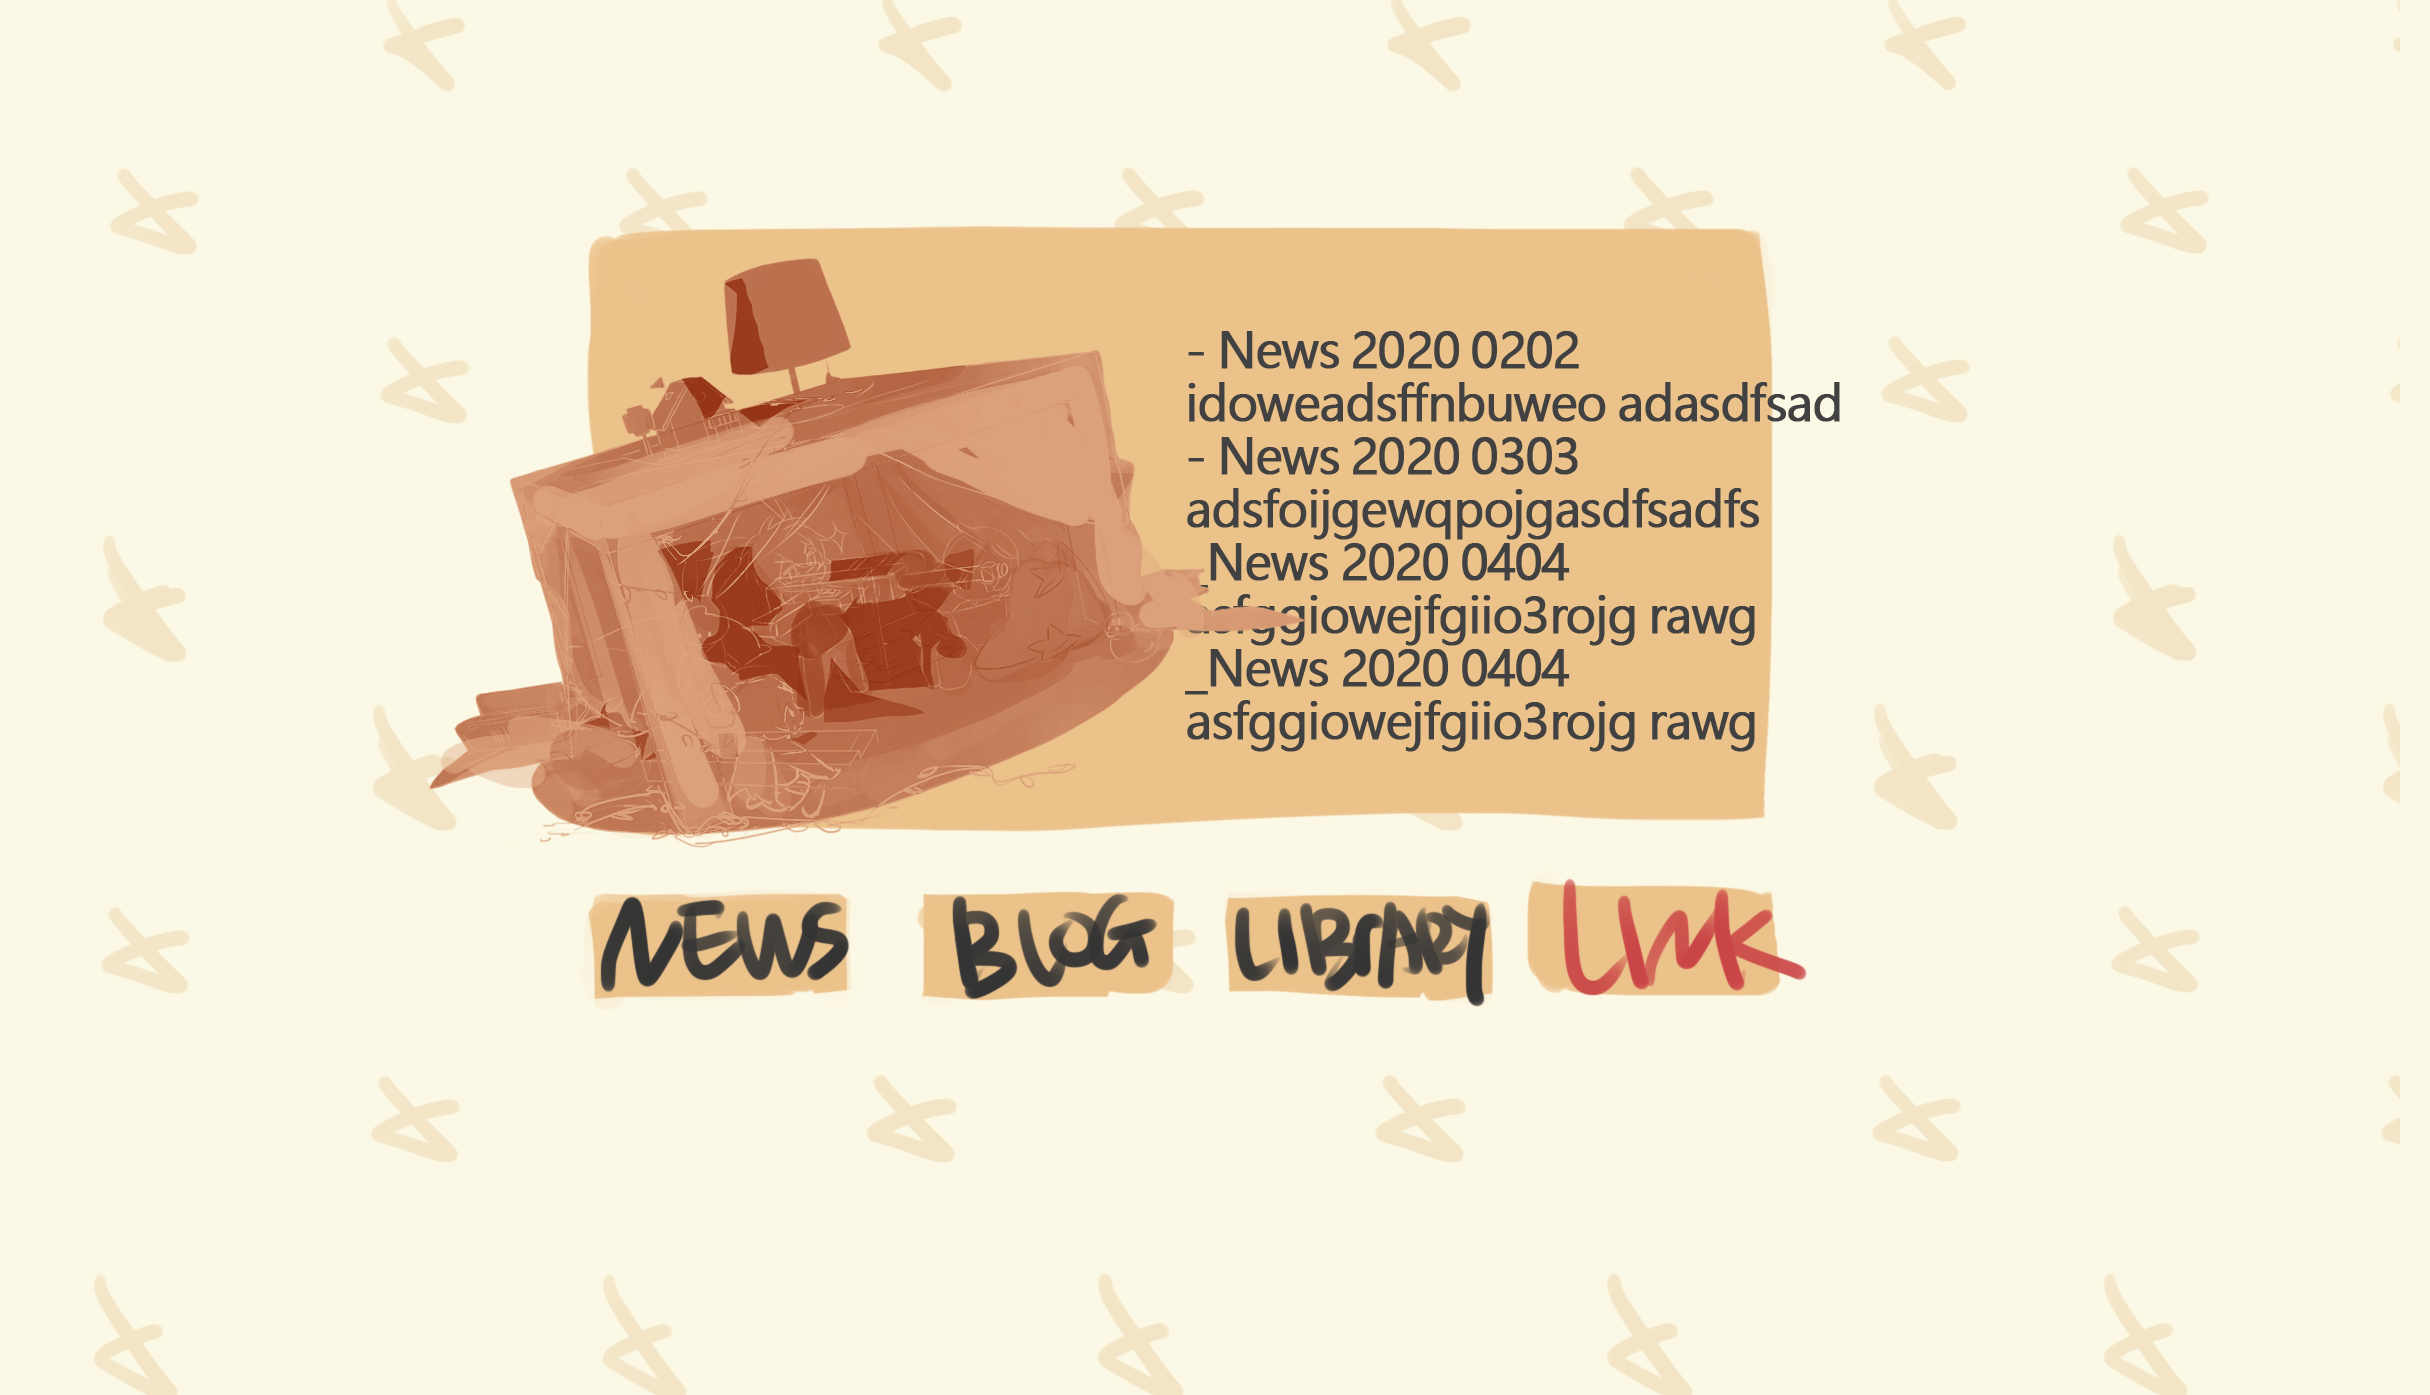 - News 2020 0202
idoweadsffnbuweo adasdfsad
- News 2020 0303
adsfoijgewqpojgasdfsadfs
_News 2020 0404
asfggiowejfgiio3rojg rawg
_News 2020 0404
asfggiowejfgiio3rojg rawg
NEWS BLOG LIBRARY Link